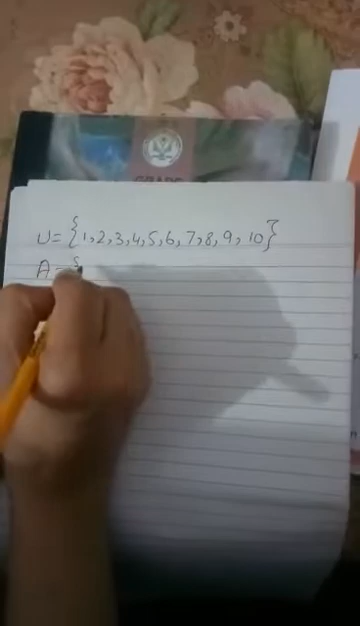 U = {1,2,3,4,5,6,7,8,9,10}
A = {